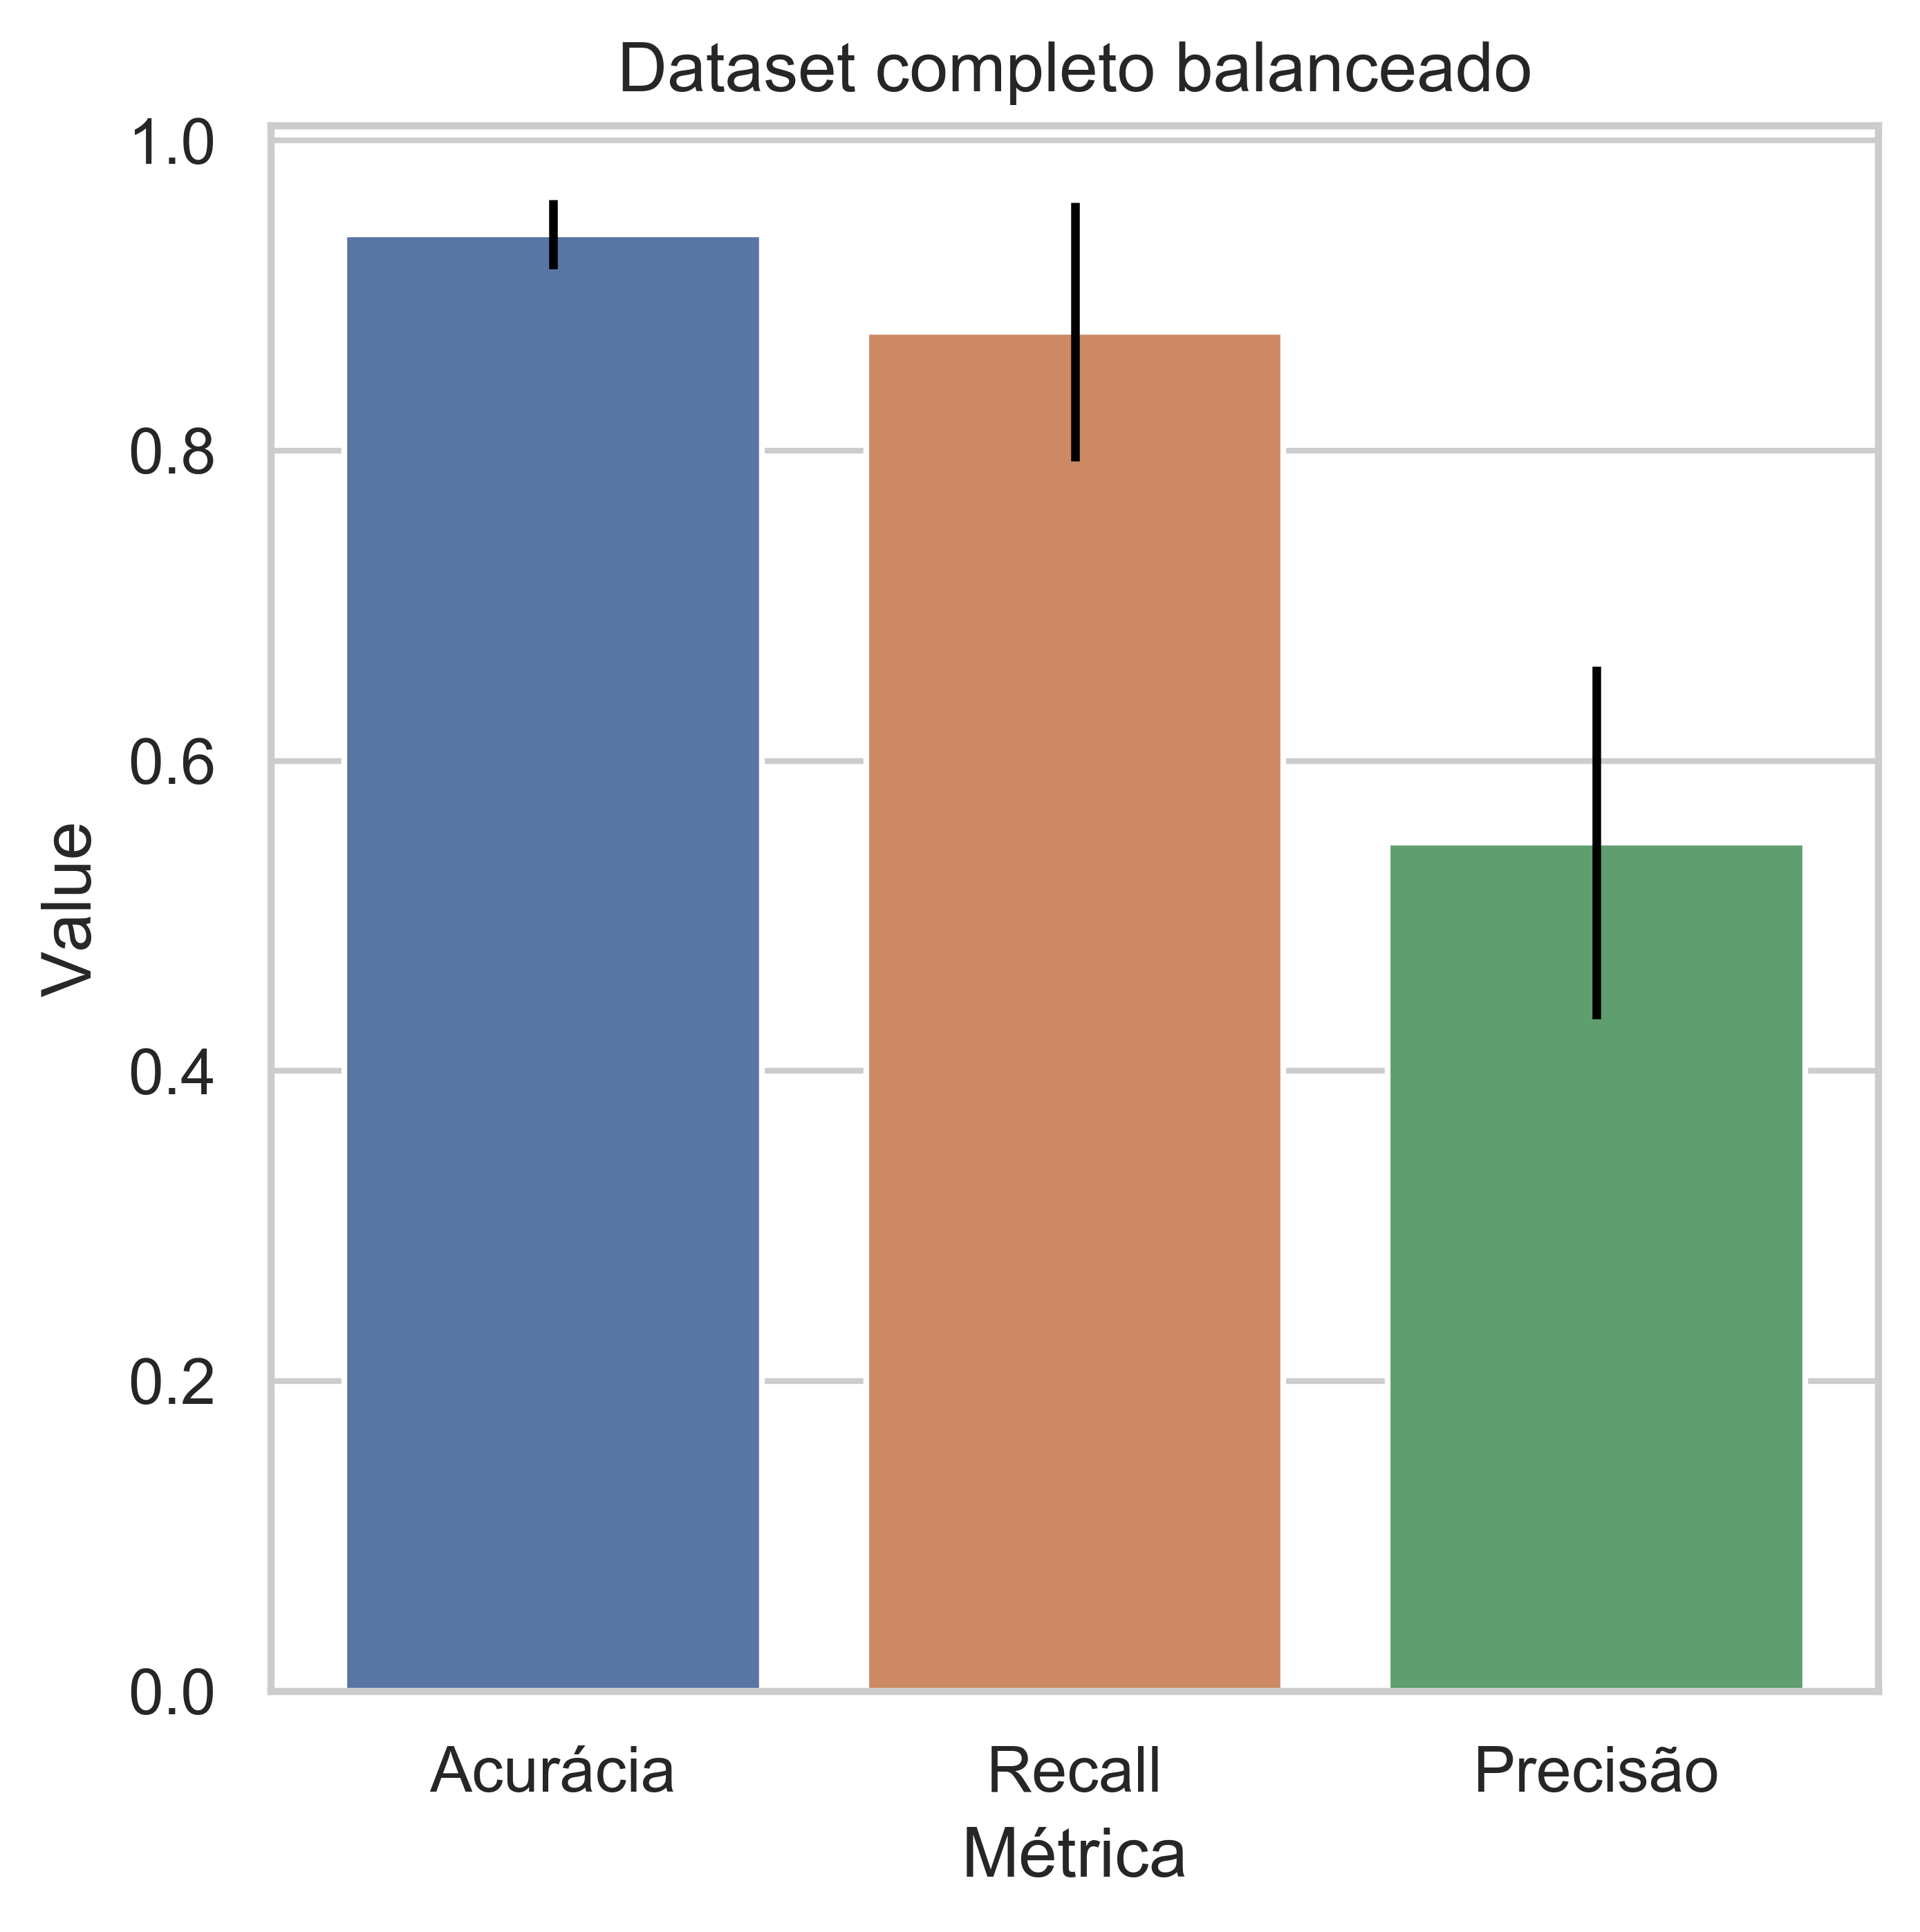 Dataset completo balanceado
1.0
0.8
0.6
0.4
0.2
0.0
Value
Acurácia Recall Precisão
Métrica